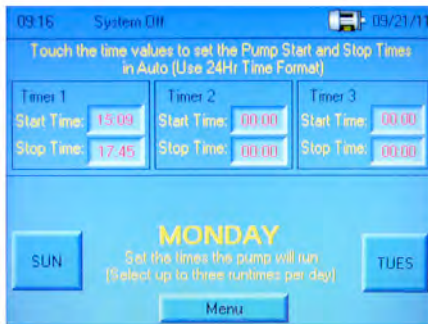 09:16 System Off 09/21/11
Touch the time values to set the Pump Start and Stop Times
in Auto (Use 24Hr Time Format)
Timer 1 Timer 2 Timer 3
Start Time: 15:09 Start Time: 00:00 Start Time: 00:00
Stop Time: 17:45 Stop Time: 00:00 Stop Time: 00:00
MONDAY
SUN Set the times the pump will run TUES
(Select up to three runtimes per day)
Menu